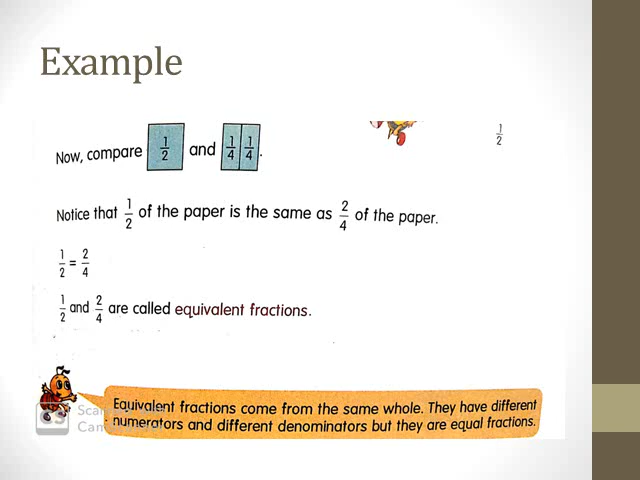 Example
1/2
Now, compare 1/2 and 1/4 1/4.
Notice that 1/2 of the paper is the same as 2/4 of the paper.
1/2 = 2/4
1/2 and 2/4 are called equivalent fractions.
Equivalent fractions come from the same whole. They have different
numerators and different denominators but they are equal fractions.
CS